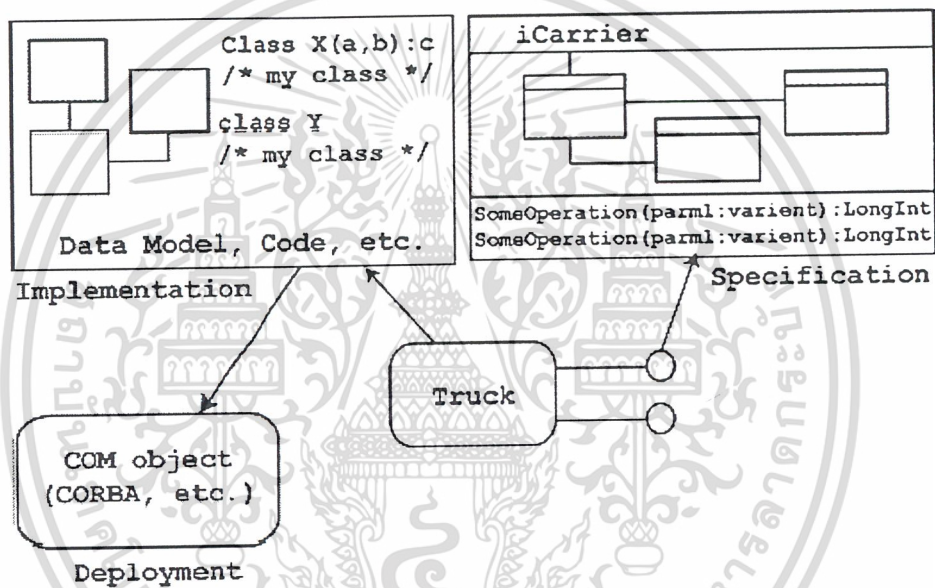 Class X(a,b):c
/* my class */
class Y
/* my class */
Data Model, Code, etc.
Implementation
iCarrier
SomeOperation(parm1:varient):LongInt
SomeOperation(parm1:varient):LongInt
Specification
Truck
COM object
(CORBA, etc.)
Deployment